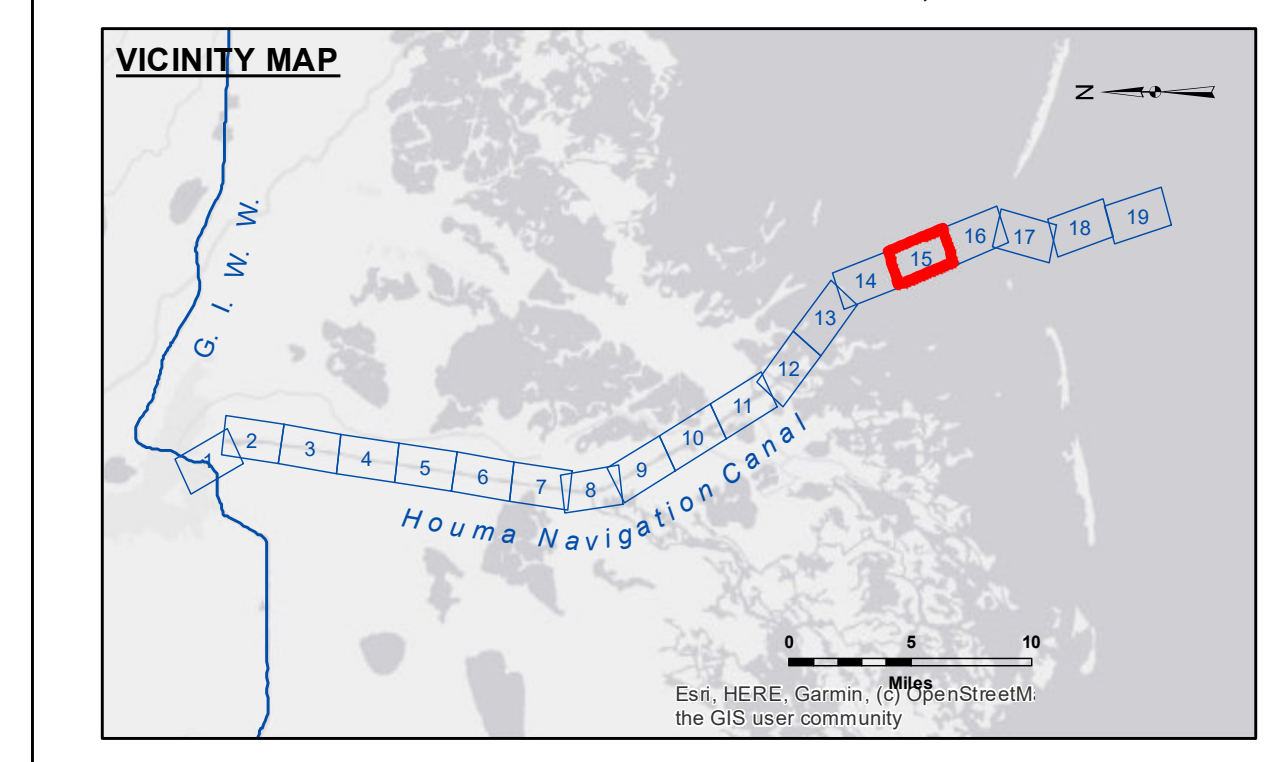 VICINITY MAP
N
G. I. W. W.
1
2
3
4
5
6
7
8
9
10
11
12
13
14
15
16
17
18
19
Houma Navigation Canal
0 5 10
Miles
Esri, HERE, Garmin, (c) OpenStreetMa
the GIS user community